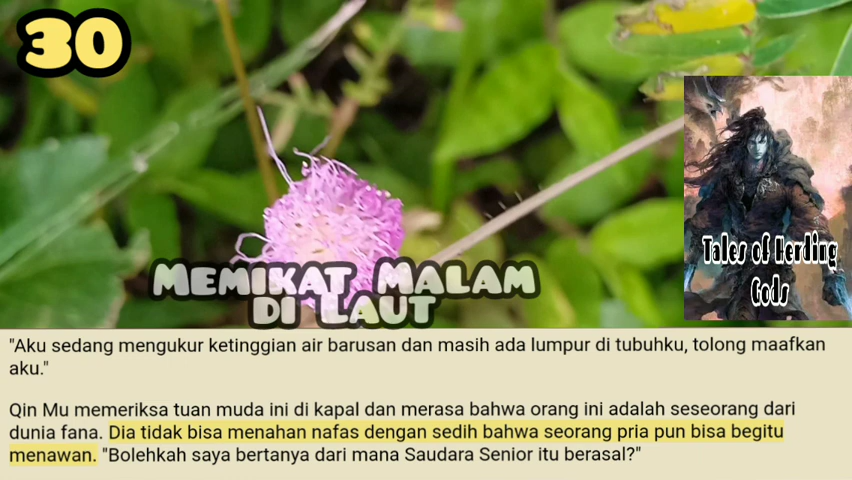 30
Tales of Herding
Gods
MEMIKAT MALAM
DI LAUT
"Aku sedang mengukur ketinggian air barusan dan masih ada lumpur di tubuhku, tolong maafkan
aku."
Qin Mu memeriksa tuan muda ini di kapal dan merasa bahwa orang ini adalah seseorang dari
dunia fana. Dia tidak bisa menahan nafas dengan sedih bahwa seorang pria pun bisa begitu
menawan. "Bolehkah saya bertanya dari mana Saudara Senior itu berasal?"